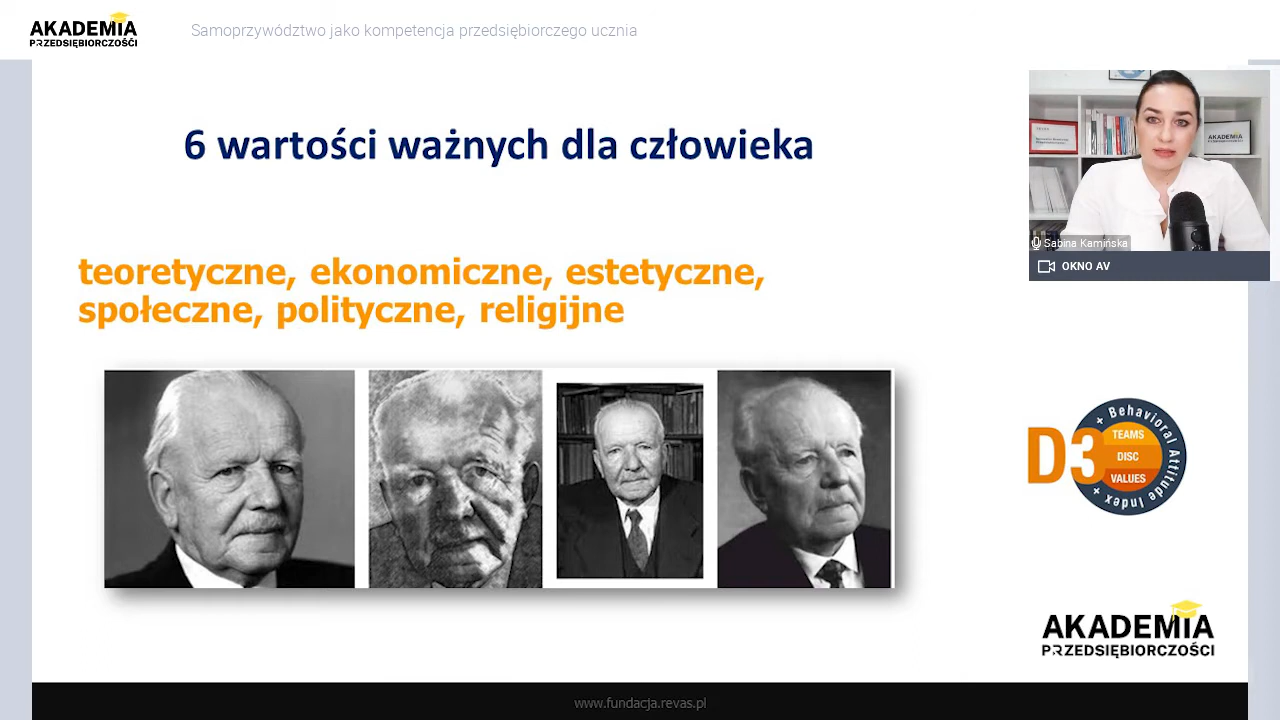 AKADEMIA
PRZEDSIĘBIORCZOŚCI
Samoprzywództwo jako kompetencja przedsiębiorczego ucznia
6 wartości ważnych dla człowieka
teoretyczne, ekonomiczne, estetyczne,
społeczne, polityczne, religijne
AKADEMIA
Sabina Kamińska
OKNO AV
D3
+ Behavioral Attitude Index +
TEAMS
DISC
VALUES
AKADEMIA
PRZEDSIĘBIORCZOŚCI
www.fundacja.revas.pl